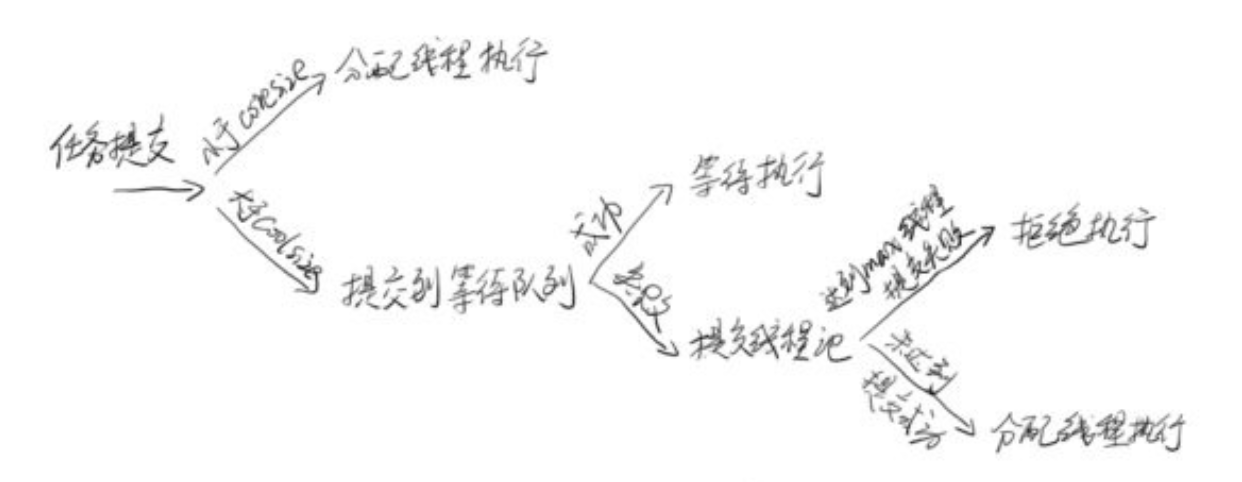 分配线程执行
小于coresize
任务提交
大于coolsize
等待执行
成功
提交到等待队列
失败
达到max线程
提交失败
拒绝执行
提交线程池
未达到
提交成功
分配线程执行